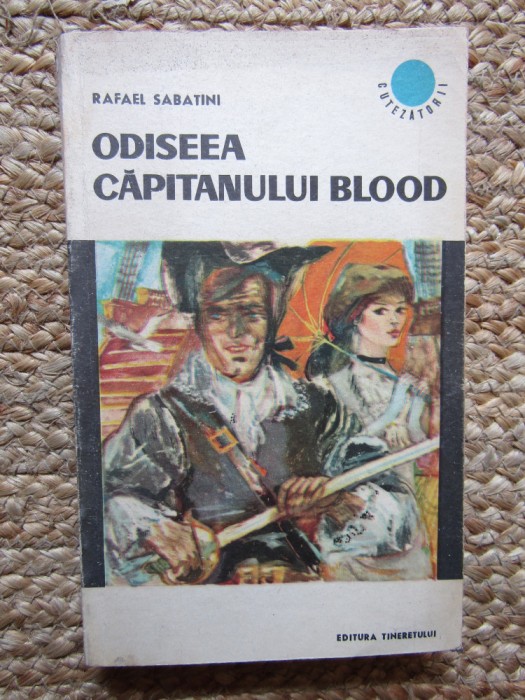 RAFAEL SABATINI
CUTEZĂTORII
ODISEEA
CĂPITANULUI BLOOD
EDITURA TINERETULUI